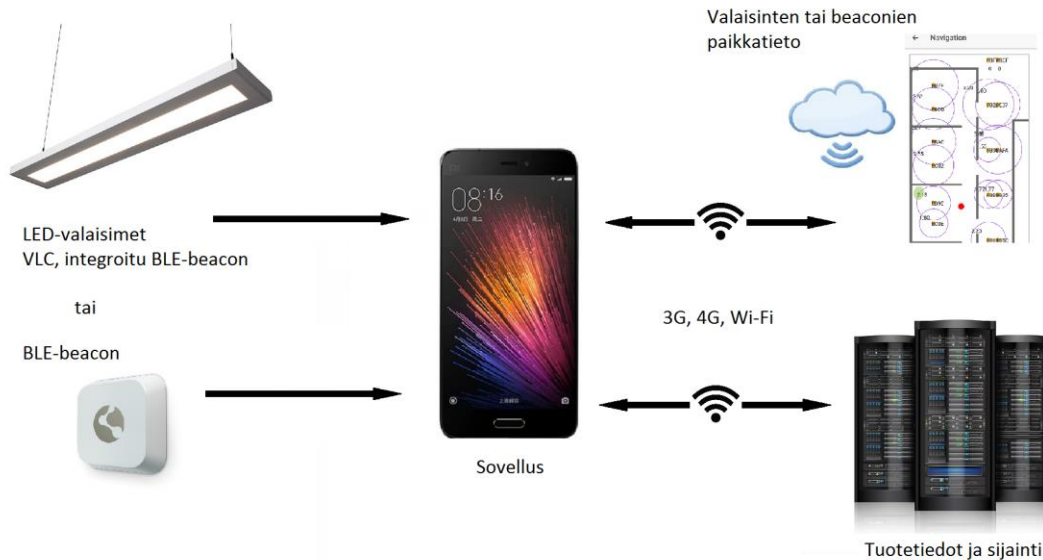 Valaisinten tai beaconien
paikkatieto
Navigation
LED-valaisimet
VLC, integroitu BLE-beacon
tai
BLE-beacon
08:16
3G, 4G, Wi-Fi
Sovellus
Tuotetiedot ja sijainti